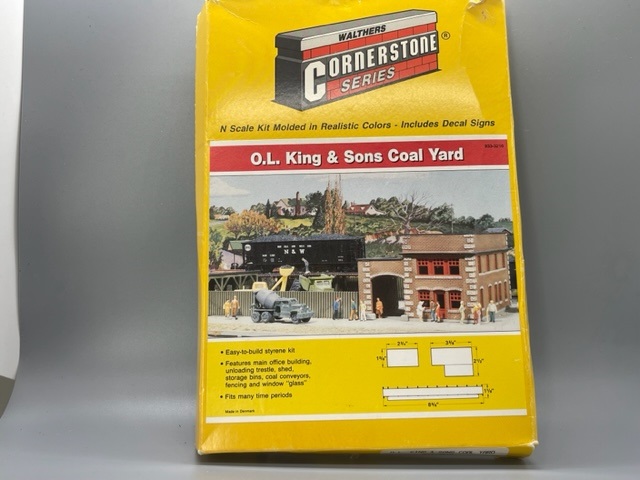 WALTHERS
CORNERSTONE®
SERIES
N Scale Kit Molded in Realistic Colors - Includes Decal Signs
O.L. King & Sons Coal Yard
N&W
• Easy-to-build styrene kit
• Features main office building,
unloading trestle, shed,
storage bins, coal conveyors,
fencing and window "glass"
• Fits many time periods
Made in Denmark